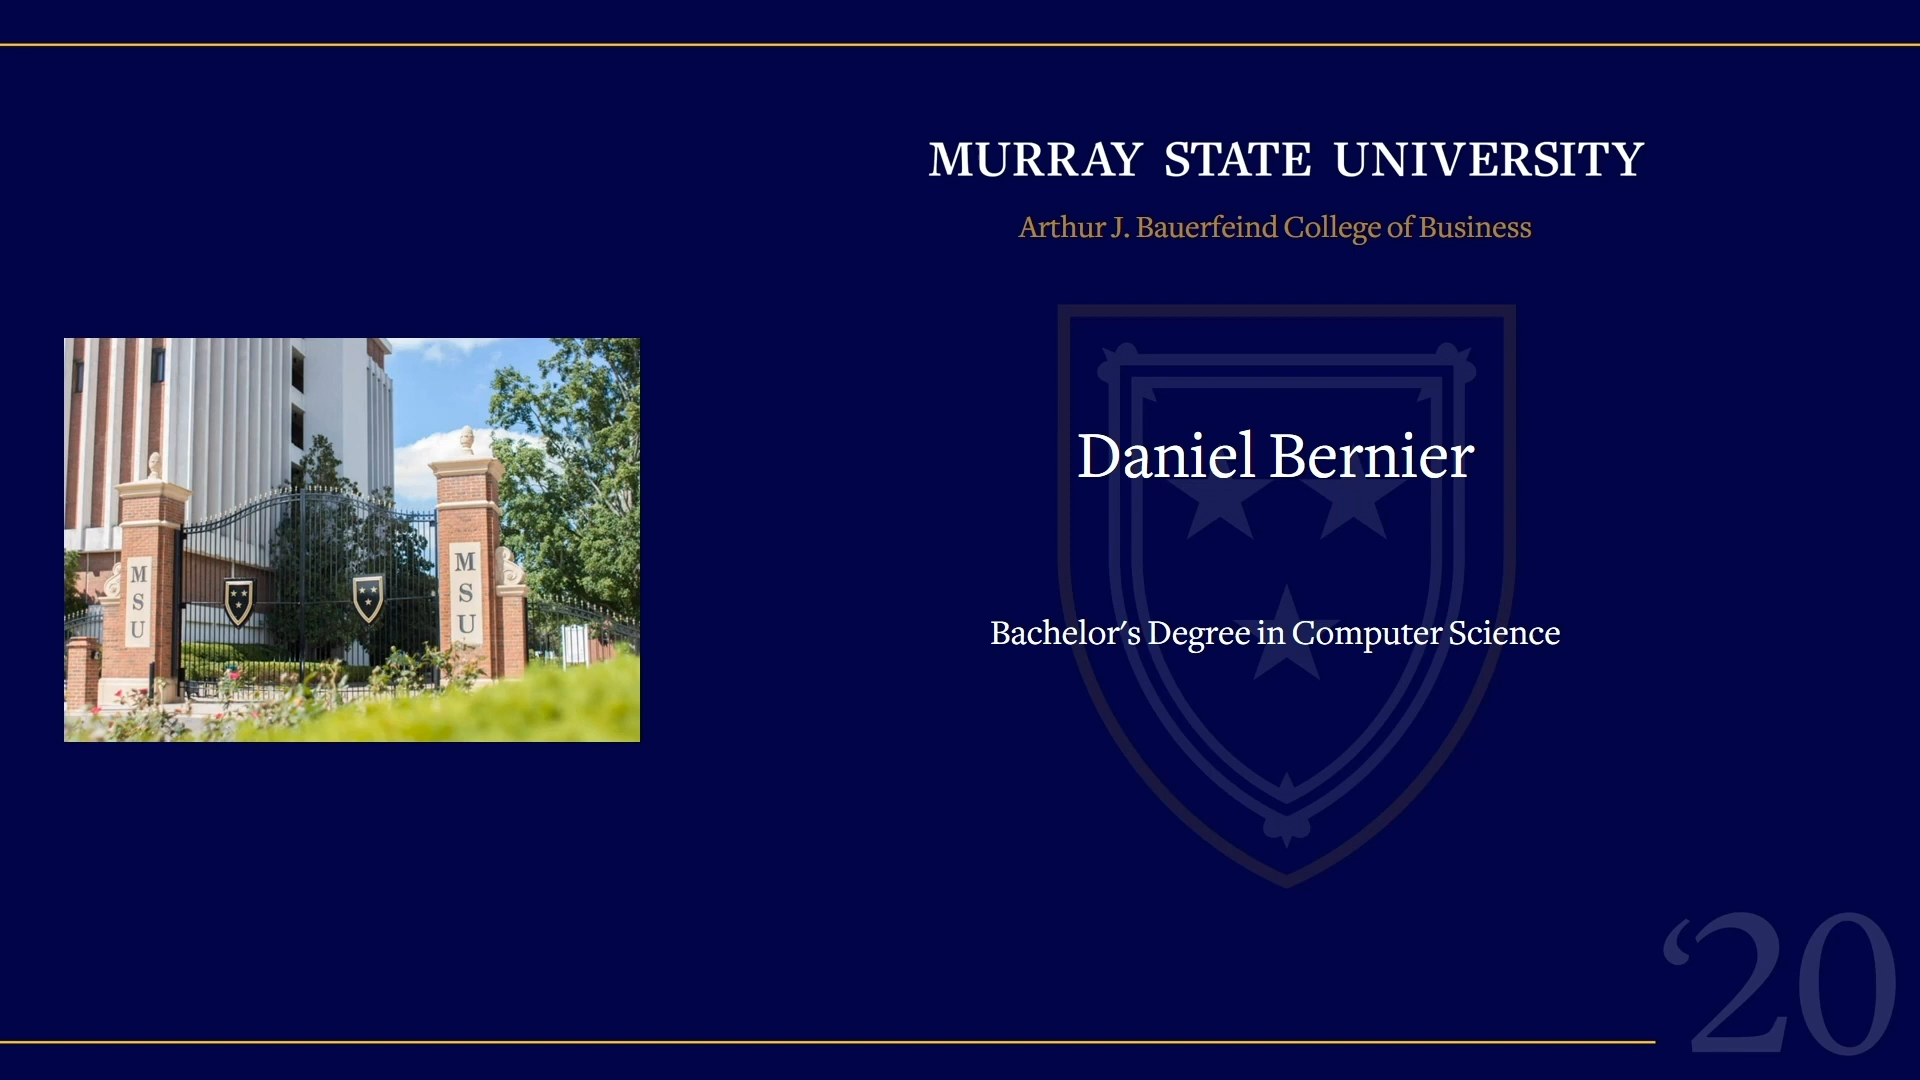 MURRAY STATE UNIVERSITY
Arthur J. Bauerfeind College of Business
Daniel Bernier
Bachelor's Degree in Computer Science
M
S
U
M
S
U
‘20